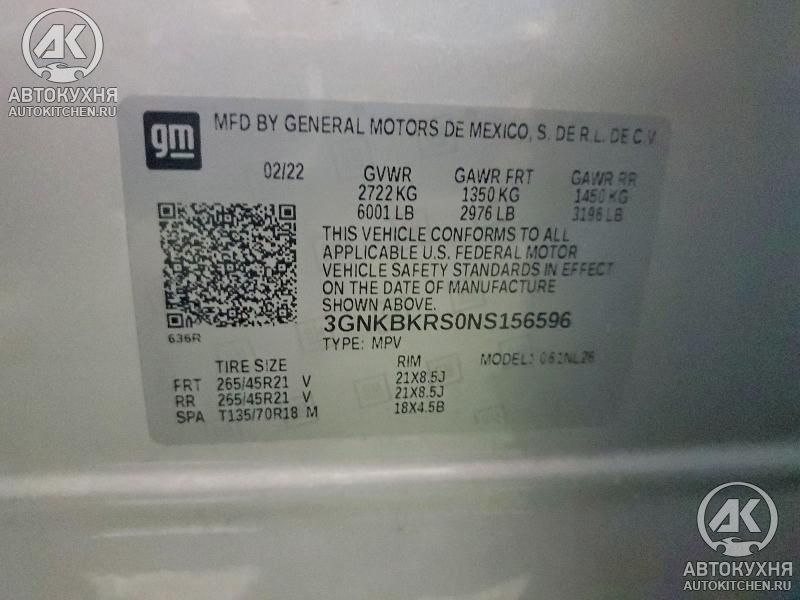 АК
АВТОКУХНЯ
AUTOKITCHEN.RU
gm
MFD BY GENERAL MOTORS DE MEXICO, S. DE R.L. DE C.V.
02/22 GVWR GAWR FRT GAWR RR
2722 KG 1350 KG 1450 KG
6001 LB 2976 LB 3196 LB
THIS VEHICLE CONFORMS TO ALL
APPLICABLE U.S. FEDERAL MOTOR
VEHICLE SAFETY STANDARDS IN EFFECT
ON THE DATE OF MANUFACTURE
SHOWN ABOVE.
3GNKBKRS0NS156596
636R
TYPE: MPV MODEL: 061NL26
TIRE SIZE RIM
FRT 265/45R21 V 21X8.5J
RR 265/45R21 V 21X8.5J
SPA T135/70R18 M 18X4.5B
АК
АВТОКУХНЯ
AUTOKITCHEN.RU